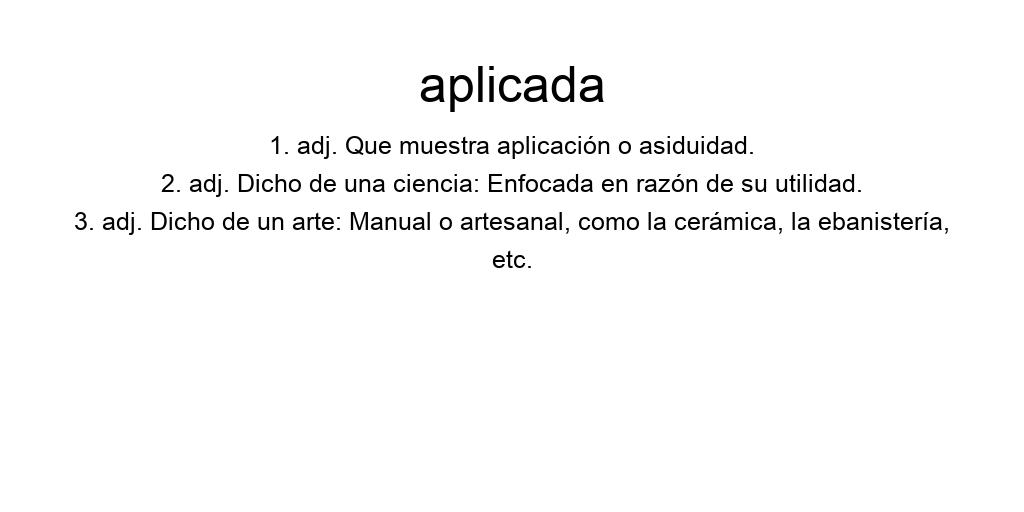 aplicada
1. adj. Que muestra aplicación o asiduidad.
2. adj. Dicho de una ciencia: Enfocada en razón de su utilidad.
3. adj. Dicho de un arte: Manual o artesanal, como la cerámica, la ebanistería,
etc.